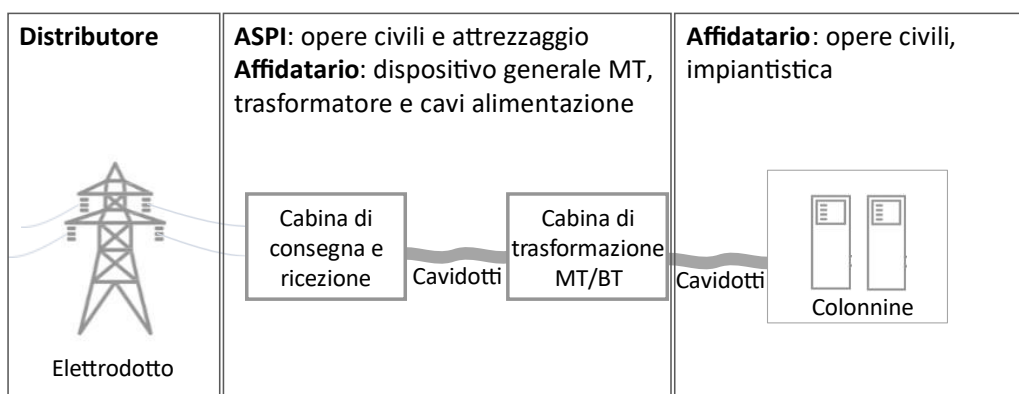 Distributore
ASPI: opere civili e attrezzaggio
Affidatario: dispositivo generale MT,
trasformatore e cavi alimentazione
Affidatario: opere civili,
impiantistica
Elettrodotto
Cabina di
consegna e
ricezione
Cavidotti
Cabina di
trasformazione
MT/BT
Cavidotti
Colonnine